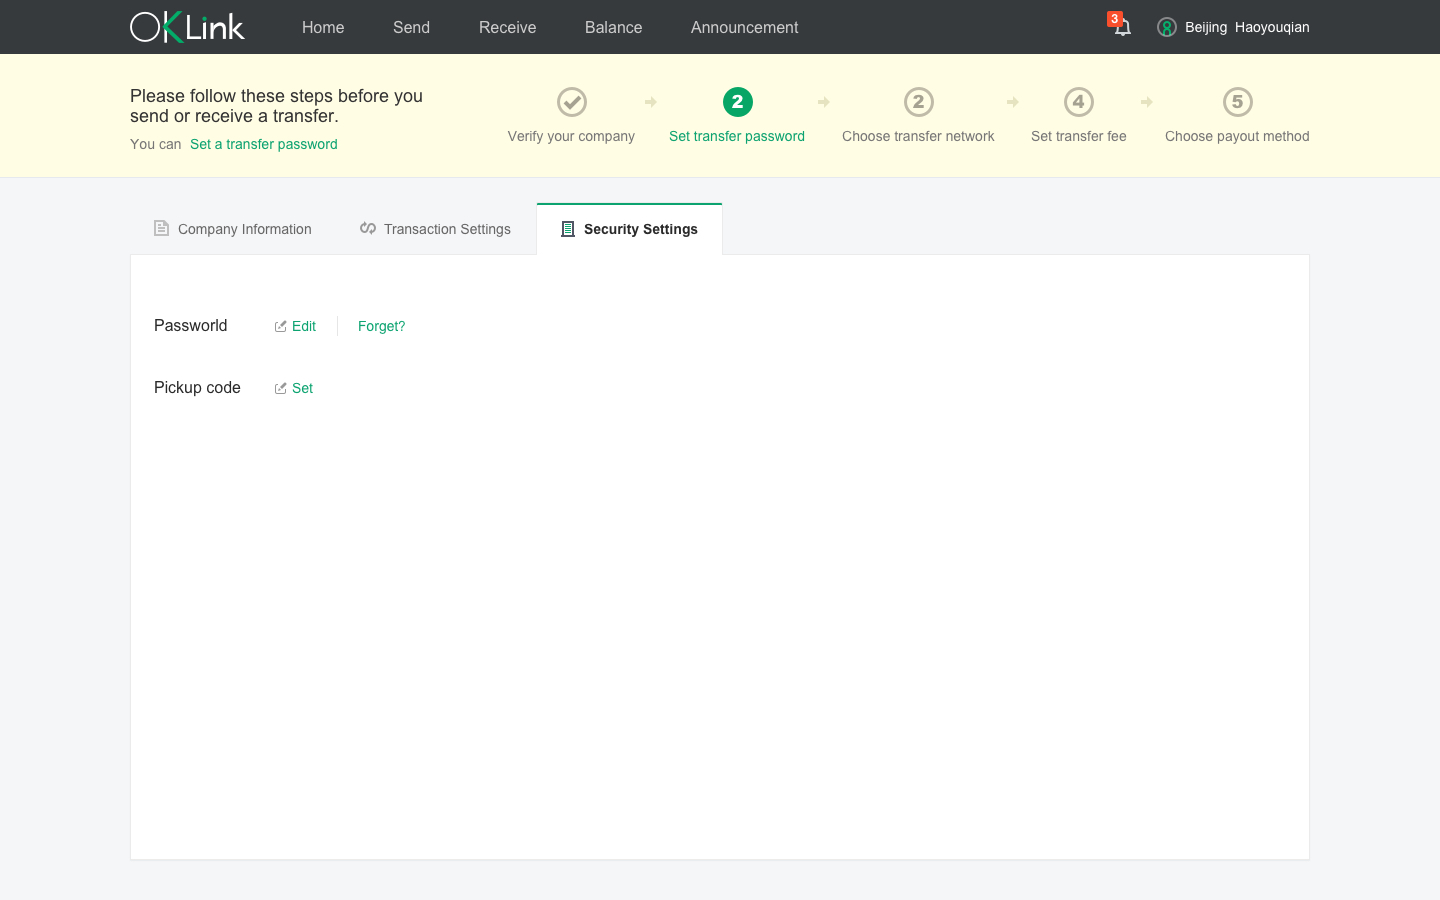 OKLink
Home Send Receive Balance Announcement 3 Beijing Haoyouqian
Please follow these steps before you
send or receive a transfer.
You can Set a transfer password
2 2 4 5
Verify your company Set transfer password Choose transfer network Set transfer fee Choose payout method
Company Information Transaction Settings Security Settings
Passworld Edit Forget?
Pickup code Set